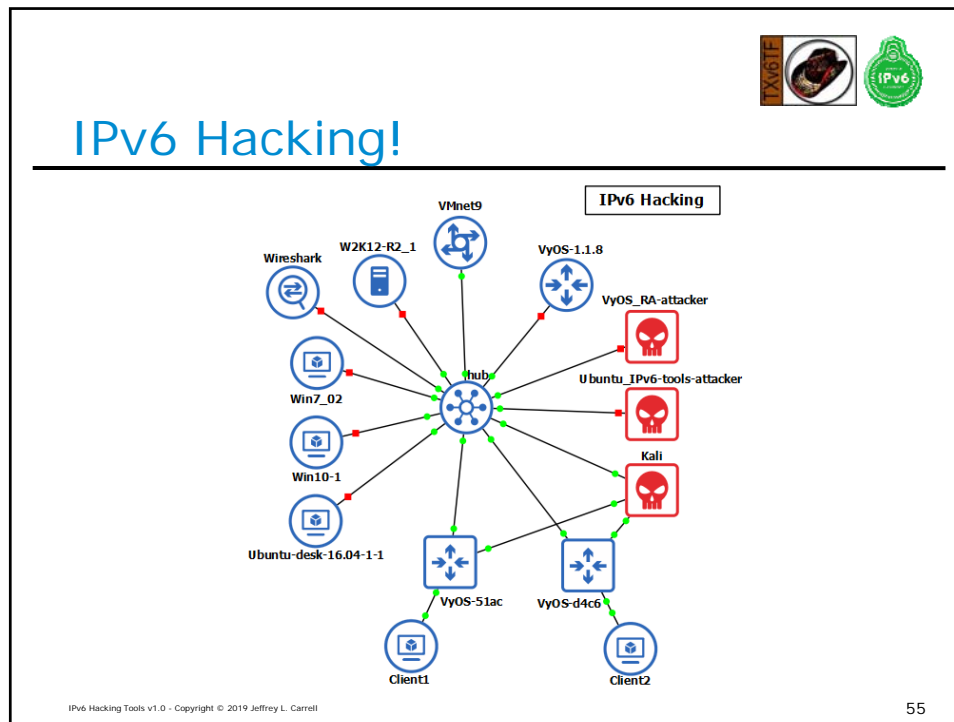 TXv6TF
IPv6
IPv6 Hacking!
IPv6 Hacking
VMnet9
W2K12-R2_1
VyOS-1.1.8
Wireshark
VyOS_RA-attacker
hub
Ubuntu_IPv6-tools-attacker
Win7_02
Kali
Win10-1
Ubuntu-desk-16.04-1-1
VyOS-51ac
VyOS-d4c6
Client1
Client2
IPv6 Hacking Tools v1.0 - Copyright © 2019 Jeffrey L. Carrell
55